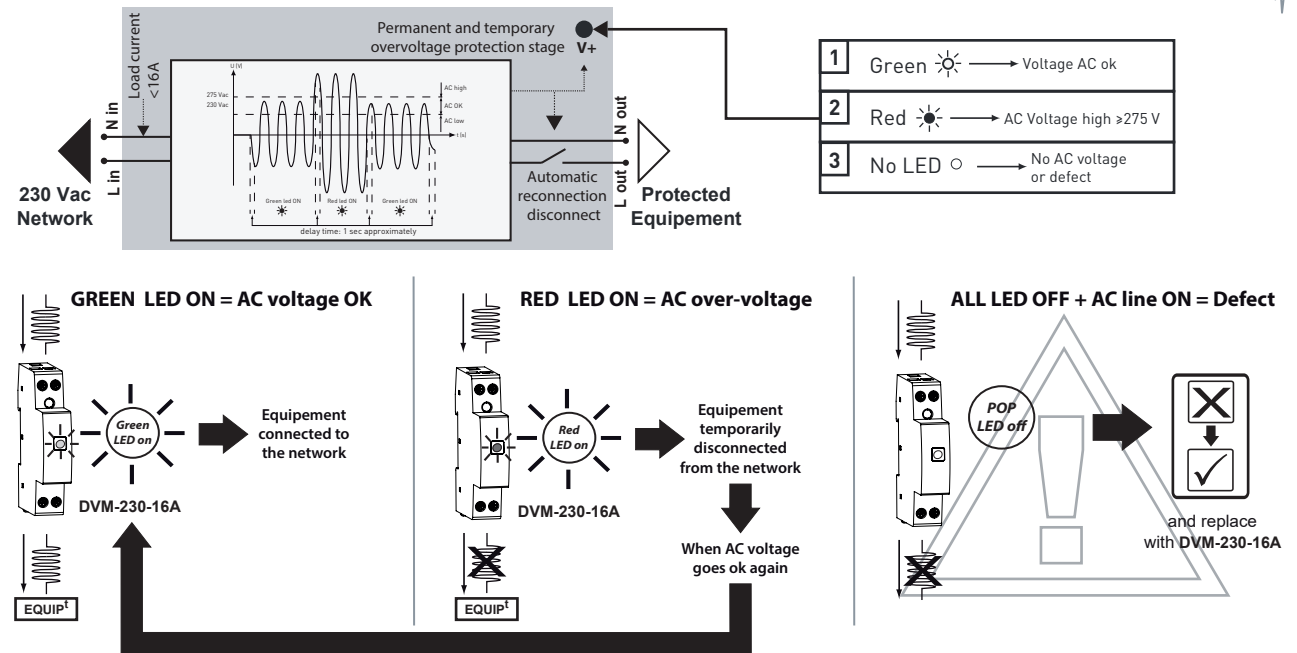 Load current
<16A
Permanent and temporary
overvoltage protection stage
V+
U (V)
275 Vac
230 Vac
AC high
AC OK
AC low
t (s)
Green led ON
Red led ON
Green led ON
delay time: 1 sec approximately
N in
L in
230 Vac
Network
N out
L out
Automatic
reconnection
disconnect
Protected
Equipement
1
Green
Voltage AC ok
2
Red
AC Voltage high ≥275 V
3
No LED
No AC voltage
or defect
GREEN LED ON = AC voltage OK
Green
LED on
Equipement
connected to
the network
DVM-230-16A
EQUIPt
RED LED ON = AC over-voltage
Red
LED on
Equipement
temporarily
disconnected
from the network
DVM-230-16A
When AC voltage
goes ok again
EQUIPt
ALL LED OFF + AC line ON = Defect
POP
LED off
!
and replace
with DVM-230-16A